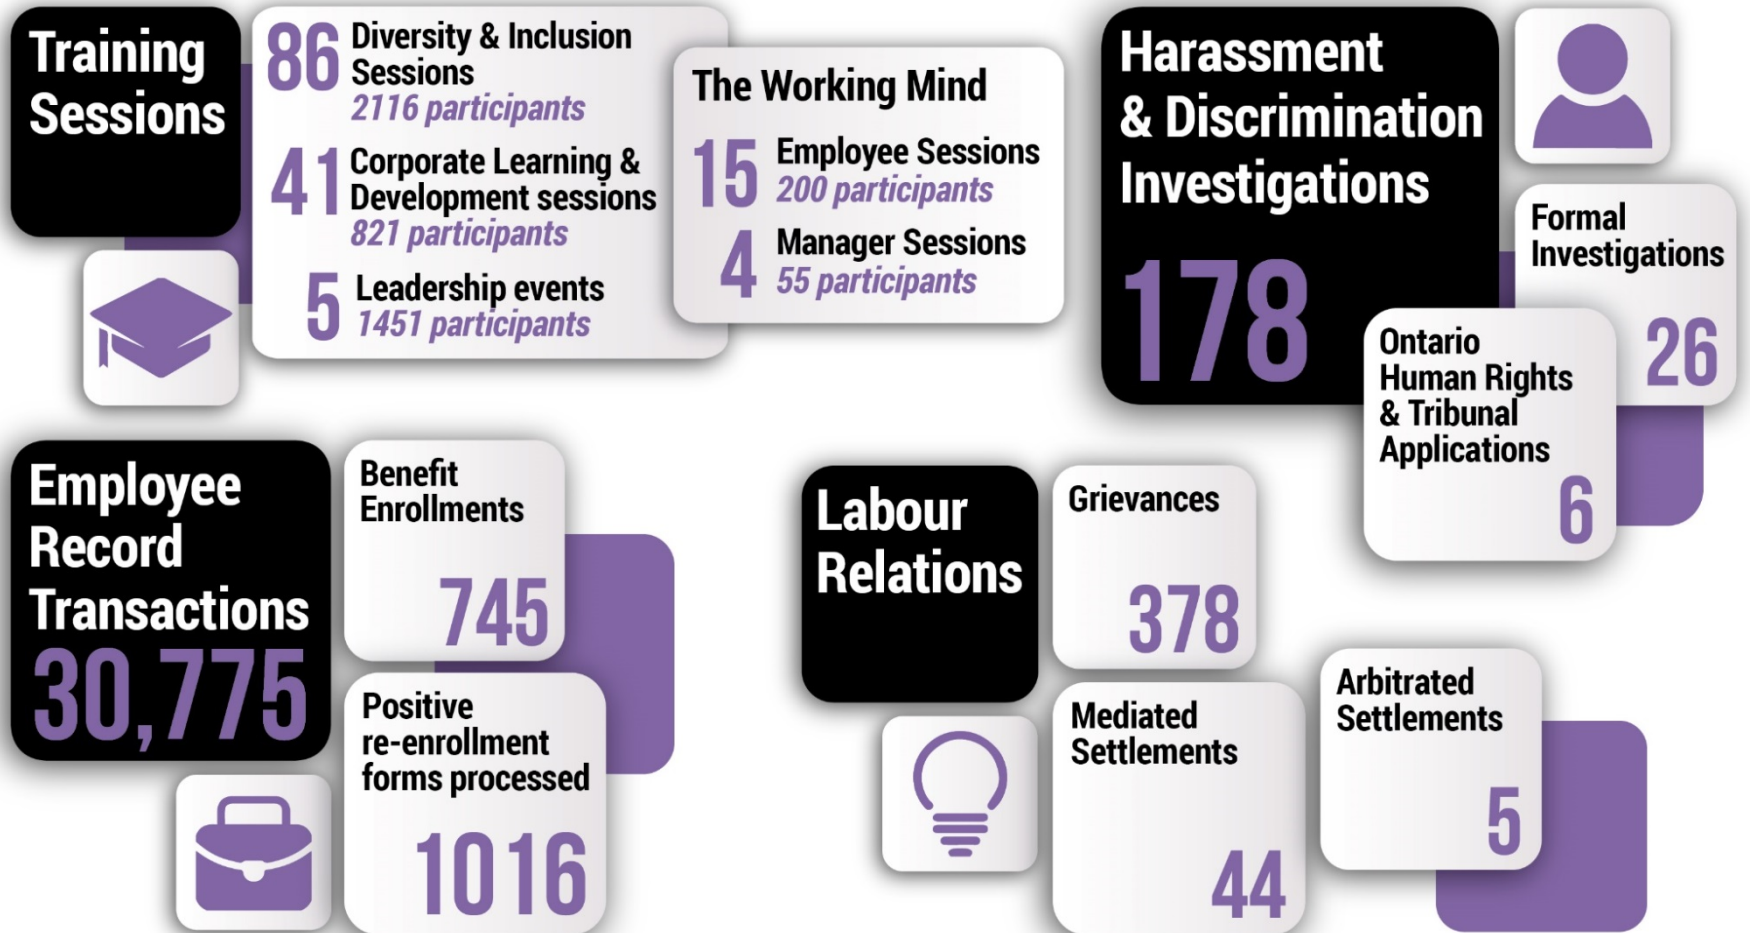 Training
Sessions
86 Diversity & Inclusion
Sessions
2116 participants
41 Corporate Learning &
Development sessions
821 participants
5 Leadership events
1451 participants
The Working Mind
15 Employee Sessions
200 participants
4 Manager Sessions
55 participants
Harassment
& Discrimination
Investigations
178
Formal
Investigations
26
Ontario
Human Rights
& Tribunal
Applications
6
Employee
Record
Transactions
30,775
Benefit
Enrollments
745
Positive
re-enrollment
forms processed
1016
Labour
Relations
Grievances
378
Mediated
Settlements
44
Arbitrated
Settlements
5